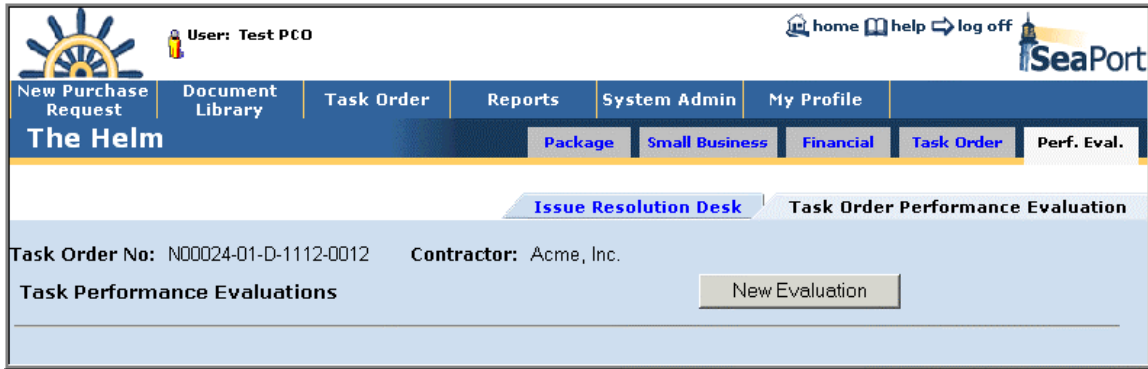 User: Test PCO
home help log off
SeaPort
New Purchase Request
Document Library
Task Order
Reports
System Admin
My Profile
The Helm
Package
Small Business
Financial
Task Order
Perf. Eval.
Issue Resolution Desk
Task Order Performance Evaluation
Task Order No: N00024-01-D-1112-0012 Contractor: Acme, Inc.
Task Performance Evaluations
New Evaluation